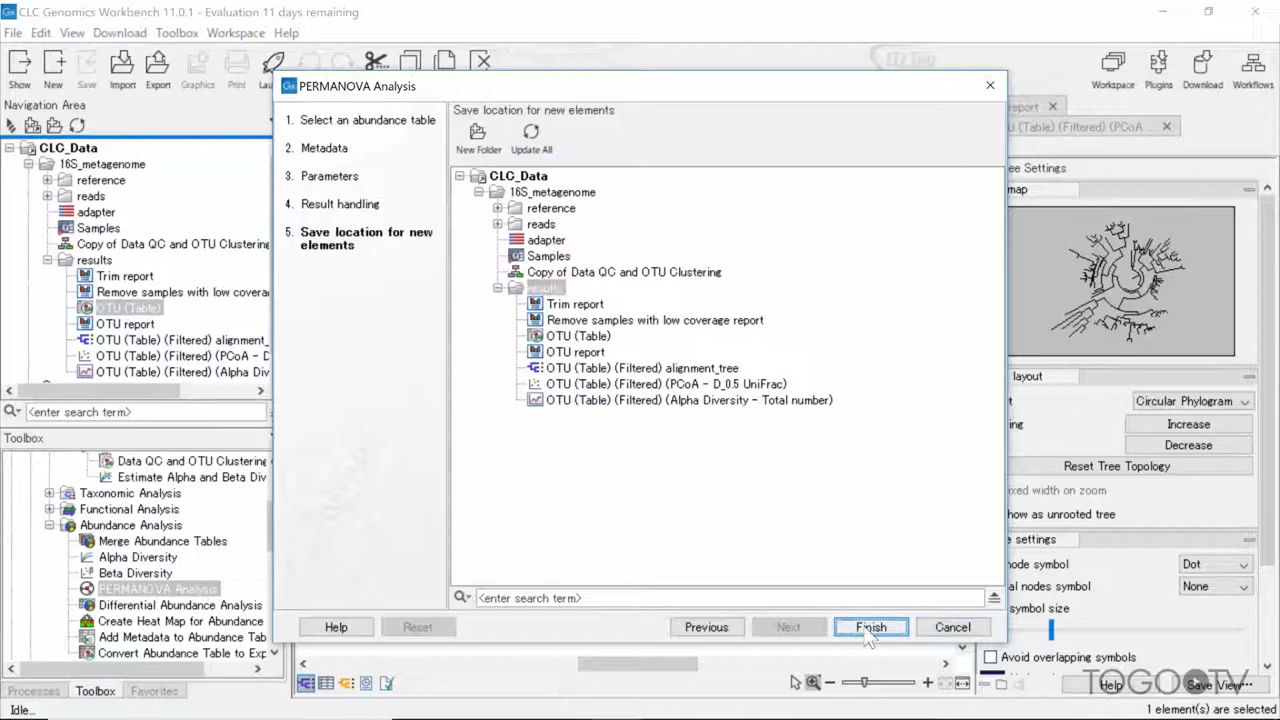 CLC Genomics Workbench 11.0.1 - Evaluation 11 days remaining
File Edit View Download Toolbox Workspace Help
Show New Save Import Export Graphics Print Workspace Plugins Download Workflows
Navigation Area
CLC_Data
16S_metagenome
reference
reads
adapter
Samples
Copy of Data QC and OTU Clustering
results
Trim report
Remove samples with low covera
OTU (Table)
OTU report
OTU (Table) (Filtered) alignment_
OTU (Table) (Filtered) (PCoA - D
OTU (Table) (Filtered) (Alpha Div
<enter search term>
Toolbox
Data QC and OTU Clustering
Estimate Alpha and Beta Div
Taxonomic Analysis
Functional Analysis
Abundance Analysis
Merge Abundance Tables
Alpha Diversity
Beta Diversity
PERMANOVA Analysis
Differential Abundance Analysis
Create Heat Map for Abundance
Add Metadata to Abundance Tab
Convert Abundance Table to Exp
Processes Toolbox Favorites
Idle...
PERMANOVA Analysis
1. Select an abundance table
2. Metadata
3. Parameters
4. Result handling
5. Save location for new
elements
Save location for new elements
New Folder Update All
CLC_Data
16S_metagenome
reference
reads
adapter
Samples
Copy of Data QC and OTU Clustering
Trim report
Remove samples with low coverage report
OTU (Table)
OTU report
OTU (Table) (Filtered) alignment_tree
OTU (Table) (Filtered) (PCoA - D_0.5 UniFrac)
OTU (Table) (Filtered) (Alpha Diversity - Total number)
<enter search term>
Help Reset Previous Next Finish Cancel
report
(Table) (Filtered) (PCoA -
ee Settings
map
layout
Circular Phylogram
Increase
Decrease
Reset Tree Topology
ixed width on zoom
how as unrooted tree
e settings
ode symbol Dot
al nodes symbol None
symbol size
Avoid overlapping symbols
Help Save View...
TOGO TV
1 element(s) are selected